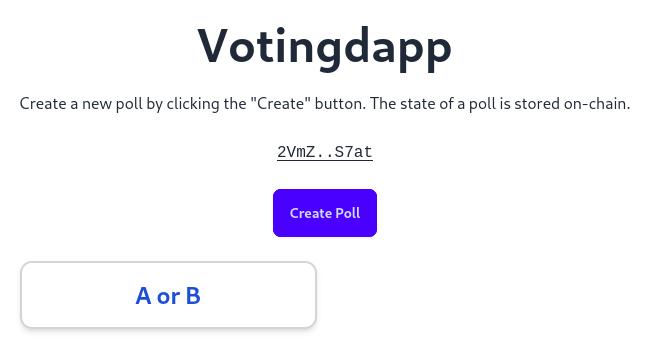 Votingdapp
Create a new poll by clicking the "Create" button. The state of a poll is stored on-chain.
2VmZ..S7at
Create Poll
A or B